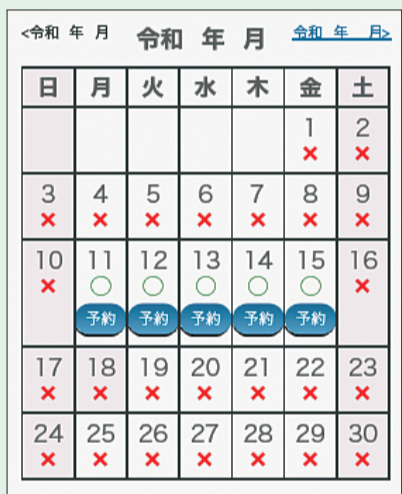 <令和 年 月 令和 年 月 令和 年 月>
日 月 火 水 木 金 土
1 2
× ×
3 4 5 6 7 8 9
× × × × × × ×
10 11 12 13 14 15 16
× ○ ○ ○ ○ ○ ×
予約 予約 予約 予約 予約
17 18 19 20 21 22 23
× × × × × × ×
24 25 26 27 28 29 30
× × × × × × ×